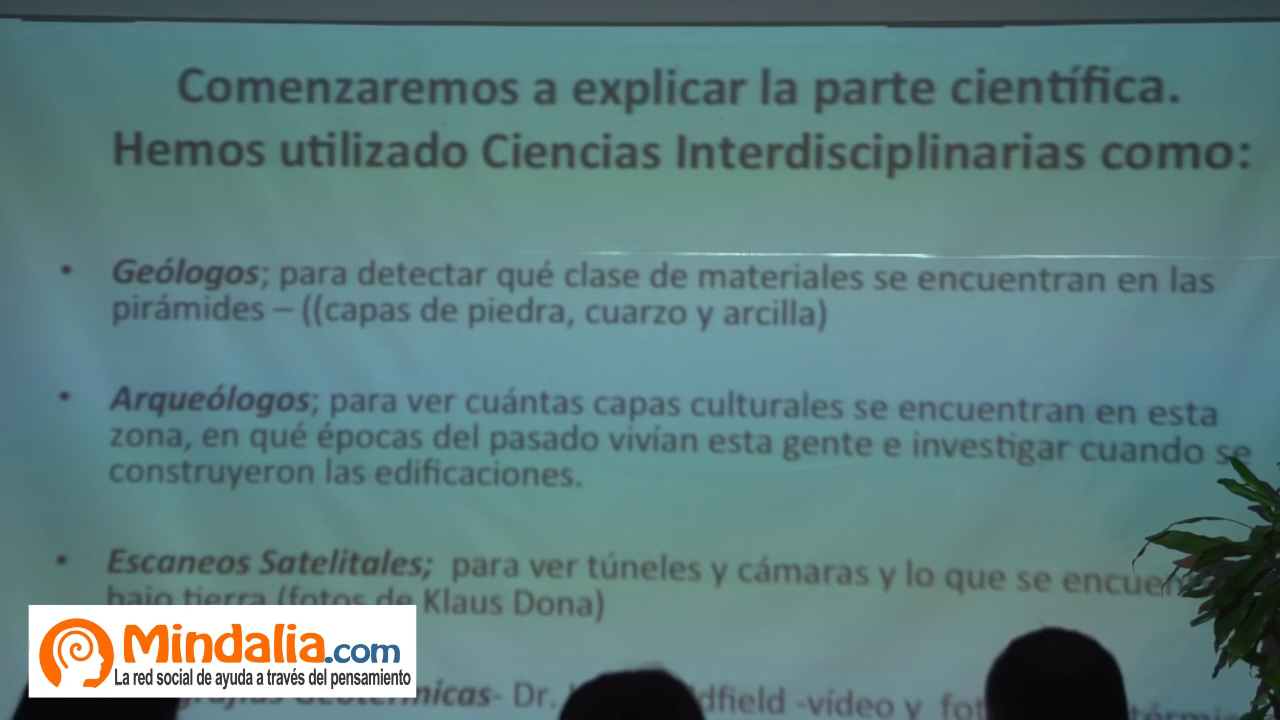 Comenzaremos a explicar la parte científica.
Hemos utilizado Ciencias Interdisciplinarias como:
• Geólogos; para detectar qué clase de materiales se encuentran en las
pirámides – ((capas de piedra, cuarzo y arcilla)
• Arqueólogos; para ver cuántas capas culturales se encuentran en esta
zona, en qué épocas del pasado vivían esta gente e investigar cuando se
construyeron las edificaciones.
• Escaneos Satelitales; para ver túneles y cámaras y lo que se
bajo tierra (fotos de Klaus Dona)
- Dr. -vídeo y
Mindalia.com
La red social de ayuda a través del pensamiento